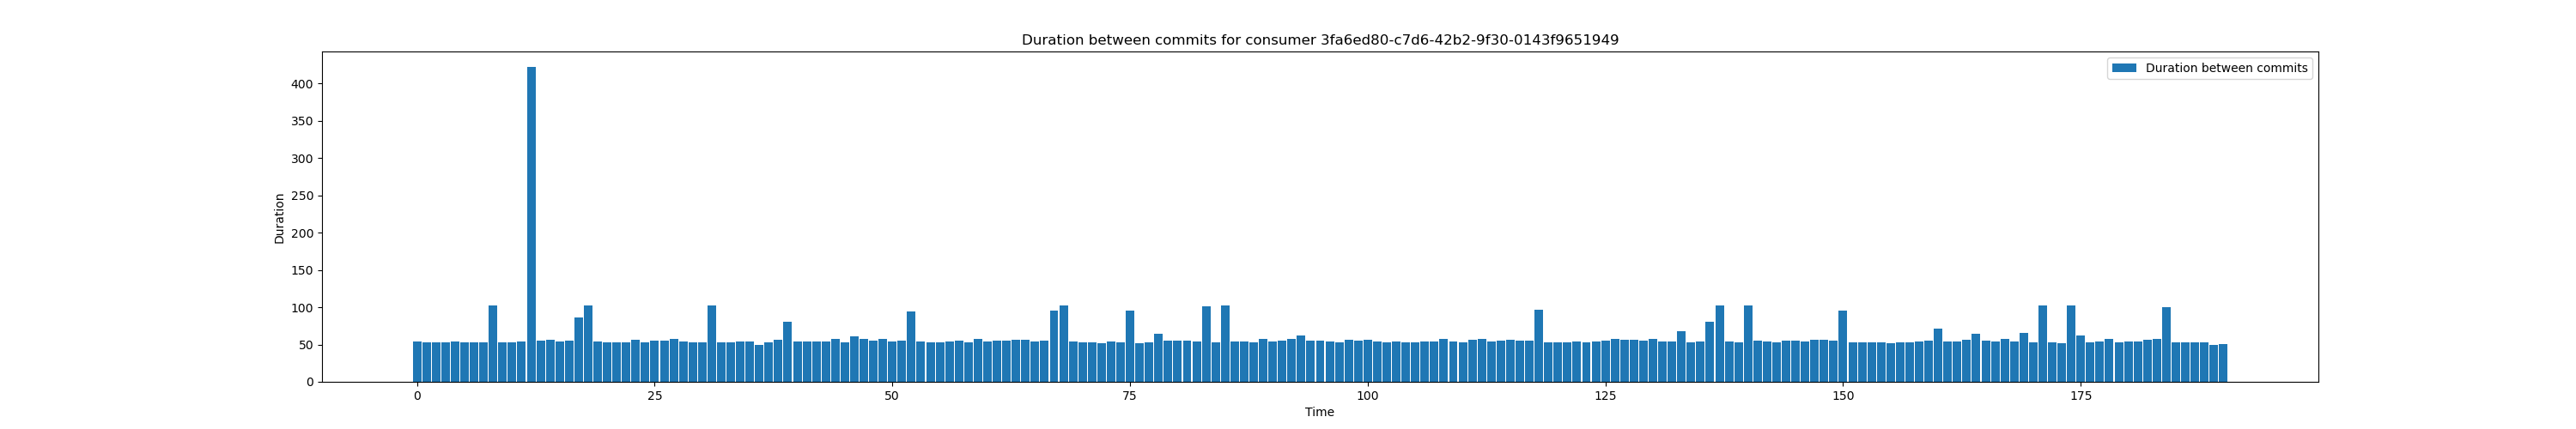 Duration between commits for consumer 3fa6ed80-c7d6-42b2-9f30-0143f9651949
Duration between commits
400
350
300
250
200
150
100
50
0
Duration
0 25 50 75 100 125 150 175
Time